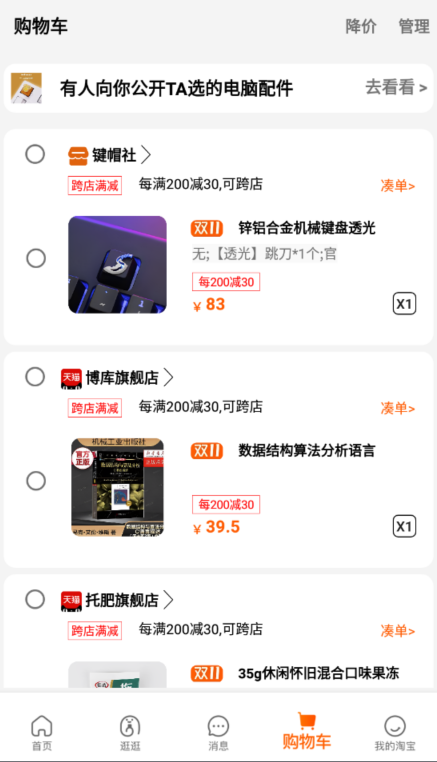 购物车
降价 管理
有人向你公开TA选的电脑配件
去看看 >
键帽社
跨店满减 每满200减30,可跨店 凑单>
双11 锌铝合金机械键盘透光
无;【透光】跳刀*1个;官
每200减30
¥ 83
X1
天猫 博库旗舰店
跨店满减 每满200减30,可跨店 凑单>
机械工业出版社
官方正版
双11 数据结构算法分析语言
每200减30
¥ 39.5
X1
天猫 托肥旗舰店
跨店满减 每满200减30,可跨店 凑单>
双11 35g休闲怀旧混合口味果冻
首页 逛逛 消息 购物车 我的淘宝